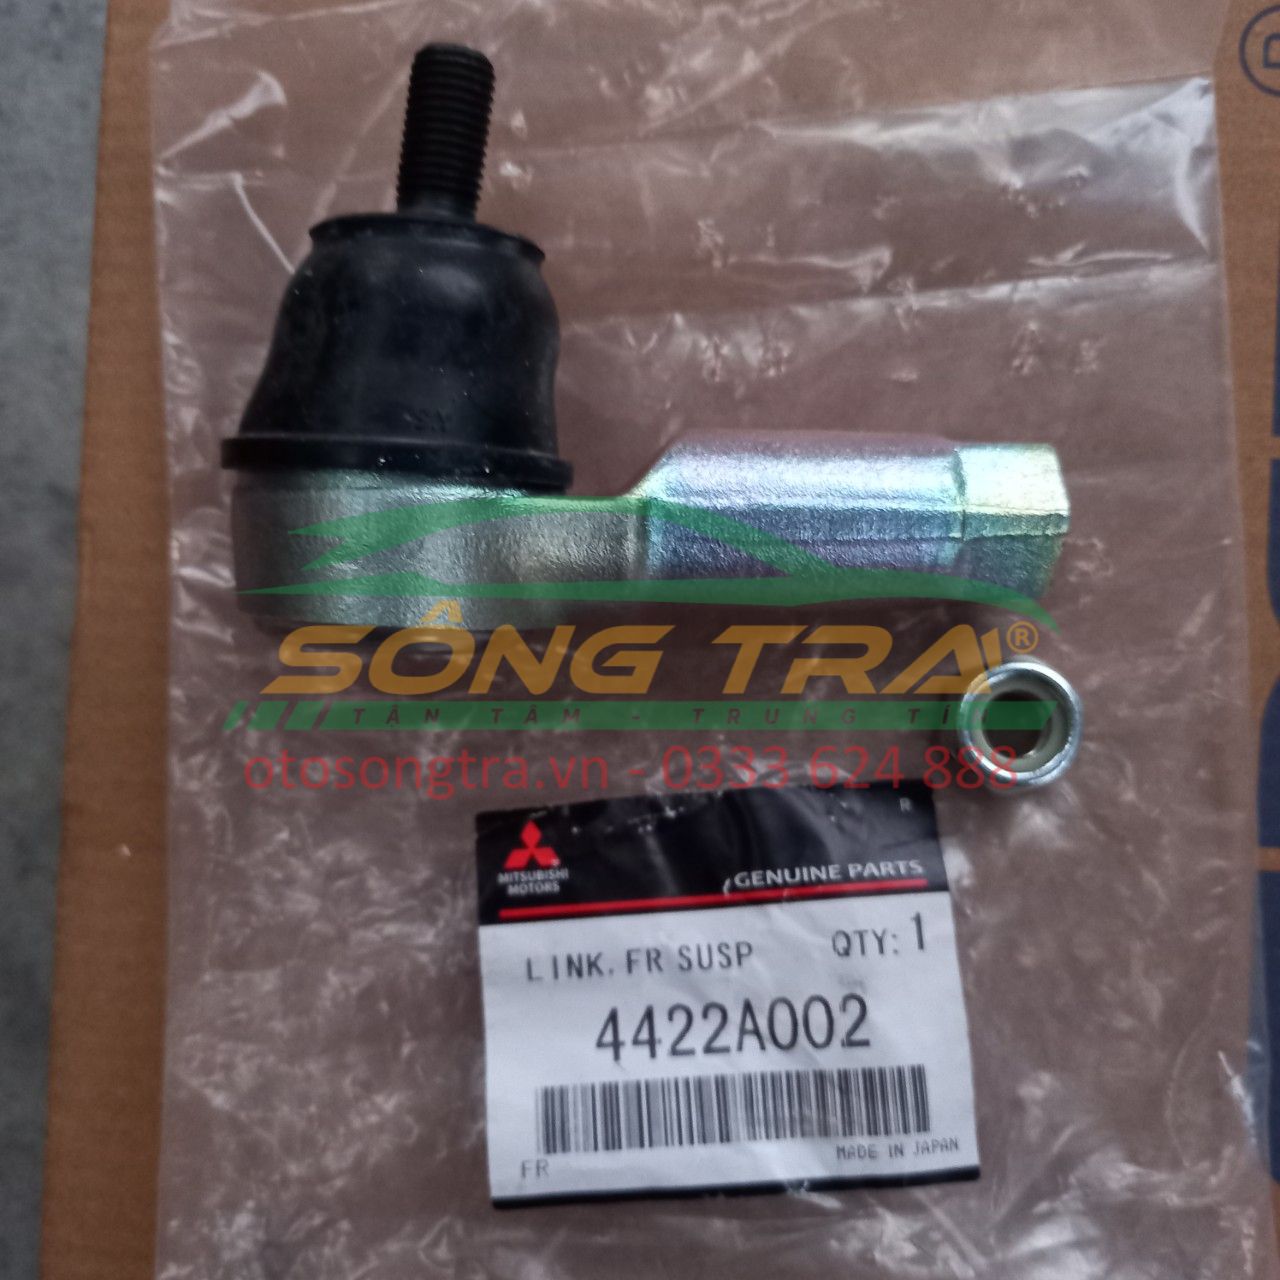 SÔNG TRÀ®
TẬN TÂM - TRUNG TÍN
otosongtra.vn - 0333 624 888
R
MITSUBISHI
MOTORS
GENUINE PARTS
LINK, FR SUSP QTY: 1
4422A002
FR MADE IN JAPAN